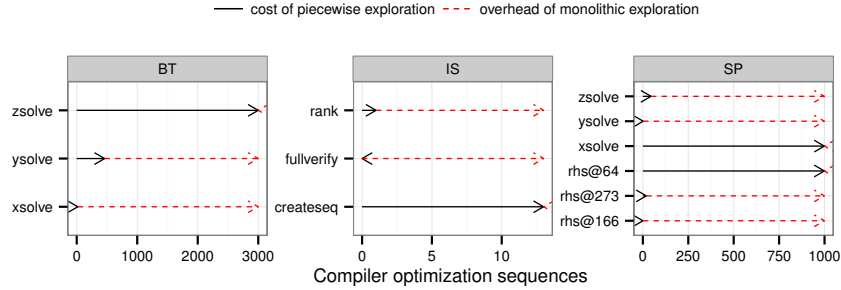 cost of piecewise exploration overhead of monolithic exploration
BT IS SP
zsolve
ysolve
xsolve
0 1000 2000 3000
rank
fullverify
createseq
0 5 10
zsolve
ysolve
xsolve
rhs@64
rhs@273
rhs@166
0 250 500 750 1000
Compiler optimization sequences